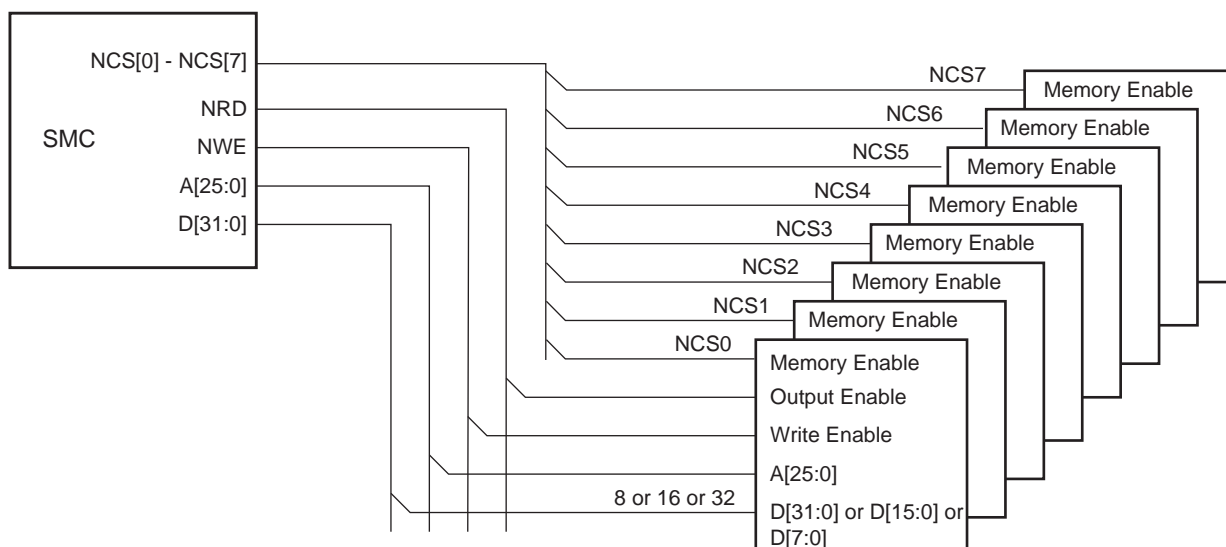 NCS[0] - NCS[7]
NRD
SMC
NWE
A[25:0]
D[31:0]
NCS7
Memory Enable
NCS6
Memory Enable
NCS5
Memory Enable
NCS4
Memory Enable
NCS3
Memory Enable
NCS2
Memory Enable
NCS1
Memory Enable
NCS0
Memory Enable
Output Enable
Write Enable
A[25:0]
8 or 16 or 32
D[31:0] or D[15:0] or
D[7:0]